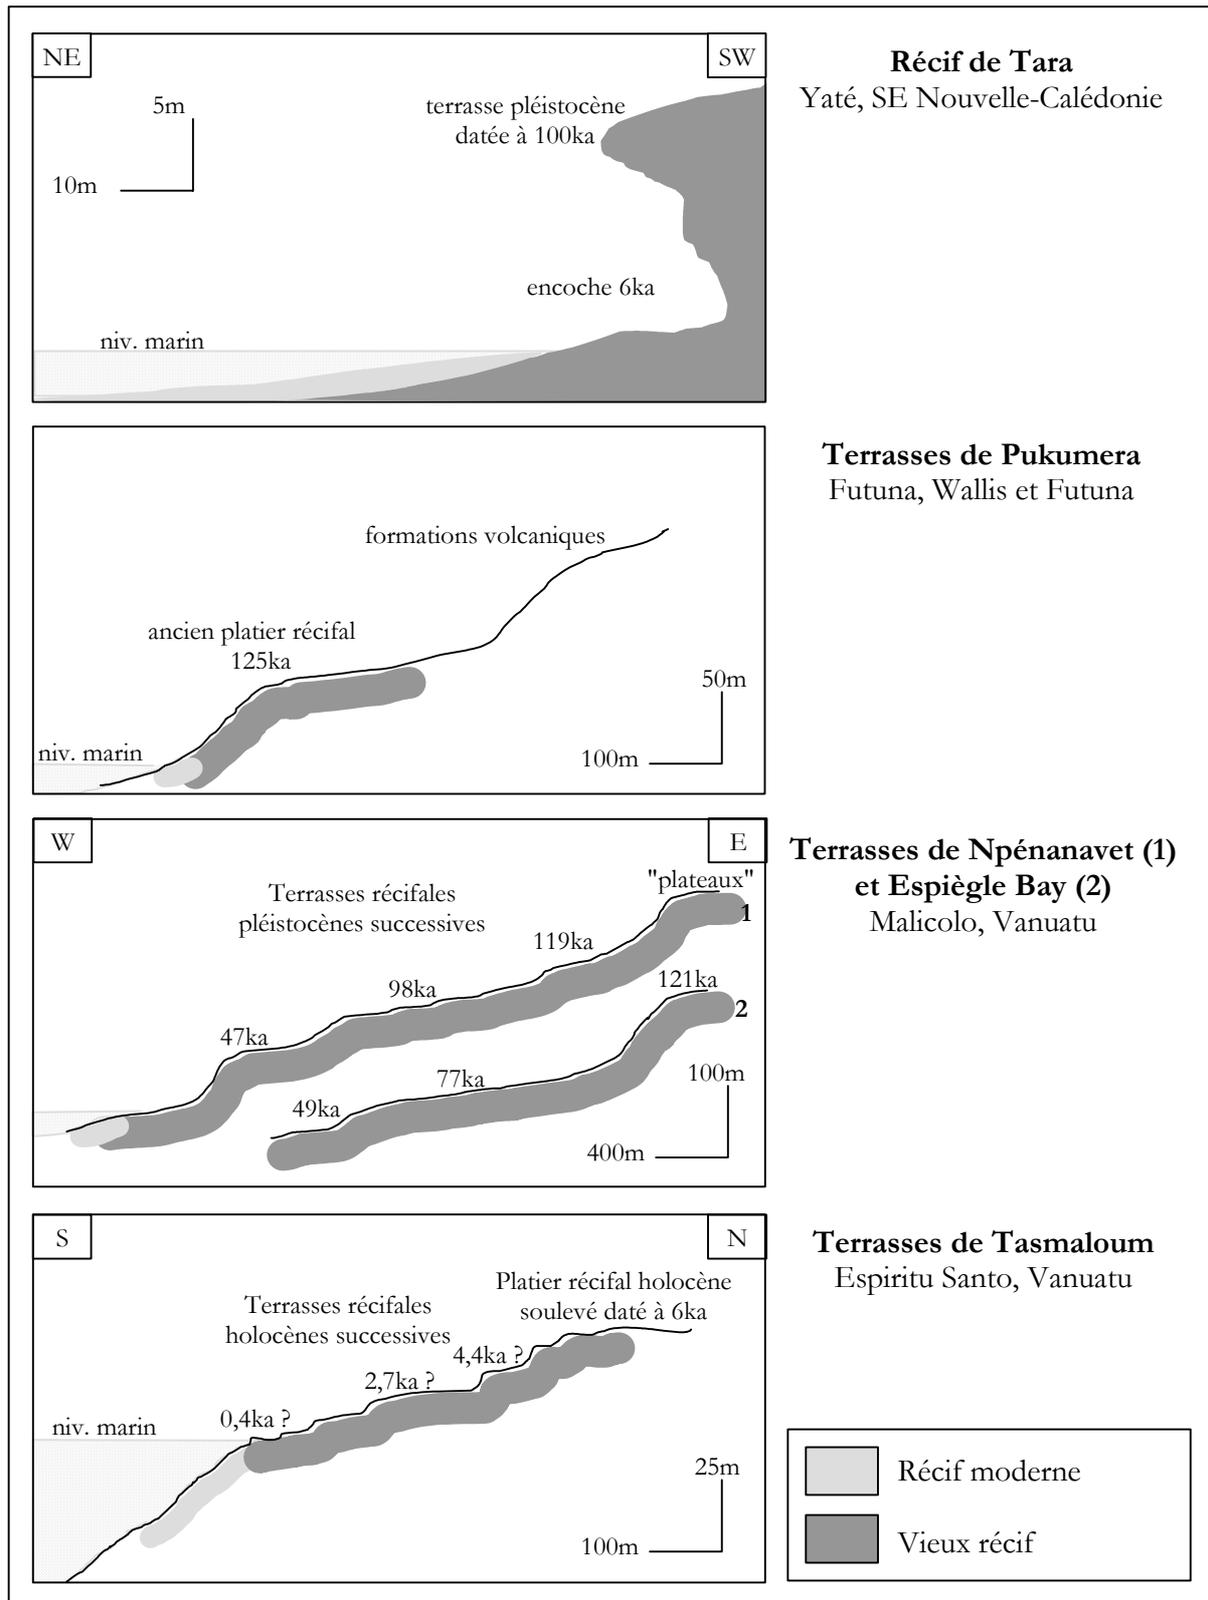 NE
SW
5m
10m
terrasse pléistocène
datée à 100ka
encoche 6ka
niv. marin
Récif de Tara
Yaté, SE Nouvelle-Calédonie
formations volcaniques
ancien platier récifal
125ka
50m
100m
niv. marin
Terrasses de Pukumera
Futuna, Wallis et Futuna
W
E
Terrasses récifales
pléistocènes successives
"plateaux"
1
119ka
98ka
47ka
121ka
2
77ka
49ka
100m
400m
Terrasses de Npénanavet (1)
et Espiègle Bay (2)
Malicolo, Vanuatu
S
N
Platier récifal holocène
soulevé daté à 6ka
Terrasses récifales
holocènes successives
4,4ka ?
2,7ka ?
0,4ka ?
niv. marin
25m
100m
Terrasses de Tasmaloum
Espiritu Santo, Vanuatu
Récif moderne
Vieux récif